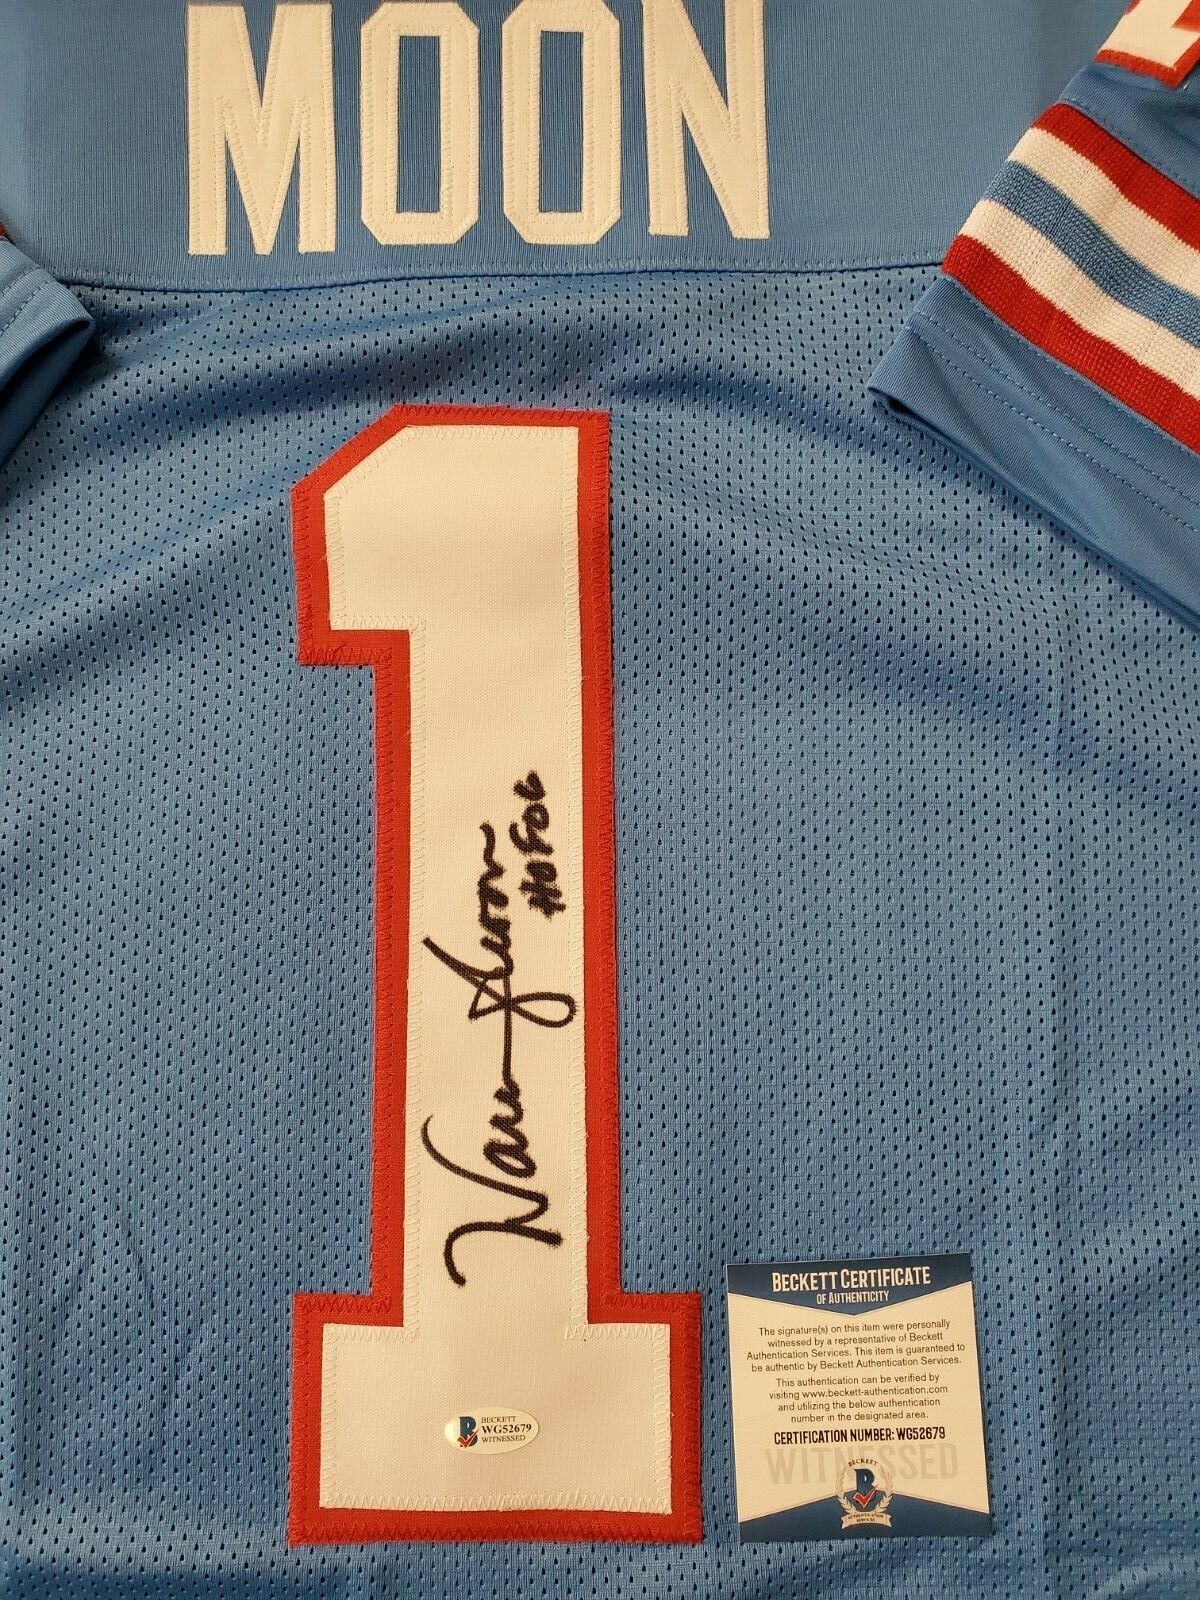 MOON
1
Warren Moon
HOF 06
BECKETT
WG52679
WITNESSED
BECKETT CERTIFICATE
OF AUTHENTICITY
The signature(s) on this item were personally
witnessed by a representative of Beckett
Authentication Services. This item is guaranteed to
be authentic by Beckett Authentication Services.
This authentication can be verified by
visiting www.beckett-authentication.com
and utilizing the below authentication
number in the designated area.
CERTIFICATION NUMBER: WG52679
WITNESSED
BECKETT
B
AUTHENTICATION
SERVICES